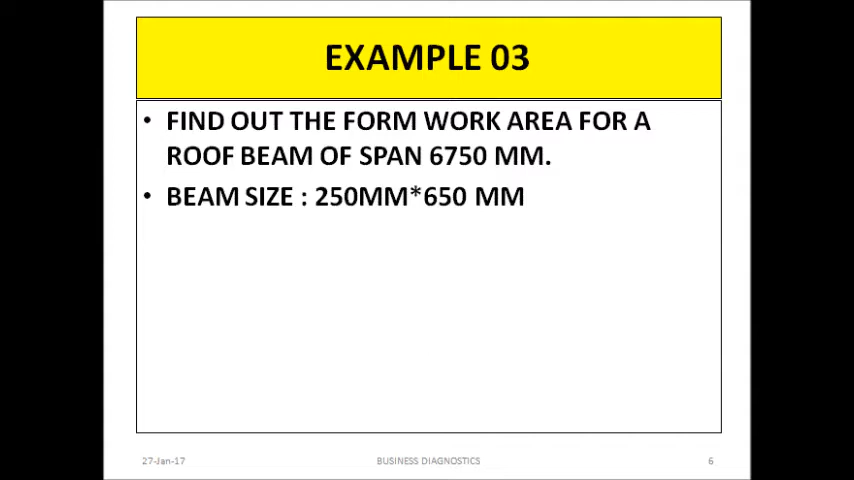 EXAMPLE 03
• FIND OUT THE FORM WORK AREA FOR A
ROOF BEAM OF SPAN 6750 MM.
• BEAM SIZE : 250MM*650 MM
27-Jan-17
BUSINESS DIAGNOSTICS
6